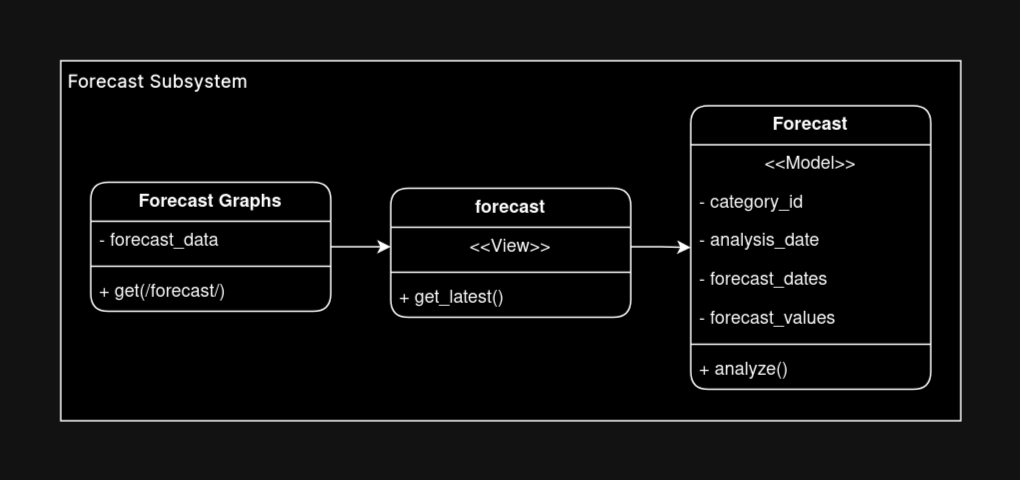 Forecast Subsystem
Forecast Graphs
- forecast_data
+ get(/forecast/)
forecast
<<View>>
+ get_latest()
Forecast
<<Model>>
- category_id
- analysis_date
- forecast_dates
- forecast_values
+ analyze()